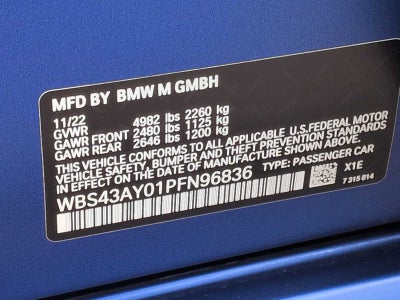 MFD BY BMW M GMBH
11/22
GVWR 4982 lbs 2260 kg
GAWR FRONT 2480 lbs 1125 kg
GAWR REAR 2646 lbs 1200 kg
THIS VEHICLE CONFORMS TO ALL APPLICABLE U.S.FEDERAL MOTOR
VEHICLE SAFETY, BUMPER AND THEFT PREVENTION STANDARDS IN
EFFECT ON THE DATE OF MANUFACTURE SHOWN ABOVE.
WBS43AY01PFN96836 TYPE: PASSENGER CAR
X1E
7 315 814